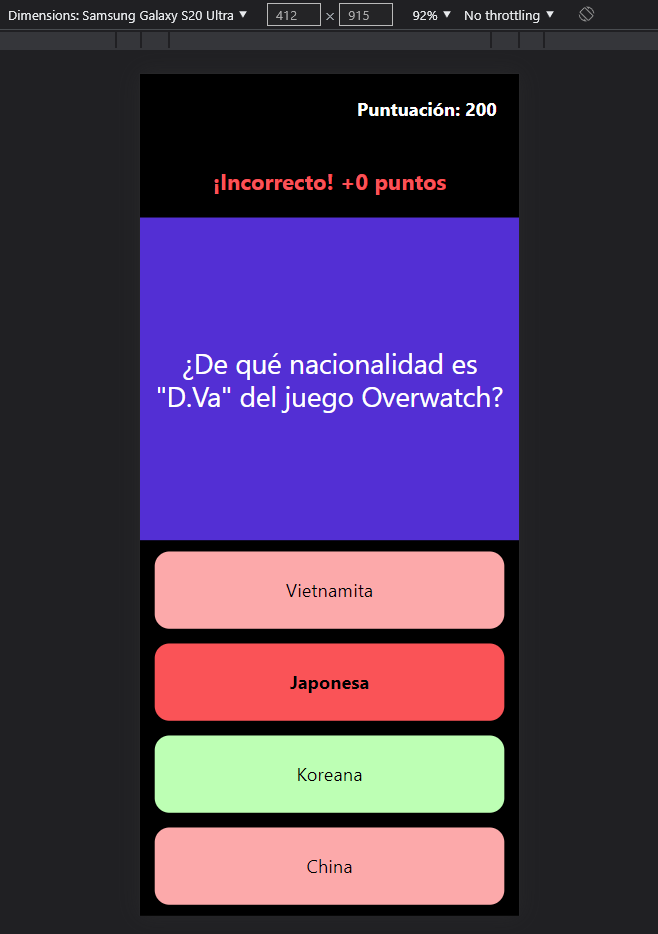 Dimensions: Samsung Galaxy S20 Ultra ▼ 412 × 915 92% ▼ No throttling ▼
Puntuación: 200
¡Incorrecto! +0 puntos
¿De qué nacionalidad es
"D.Va" del juego Overwatch?
Vietnamita
Japonesa
Koreana
China